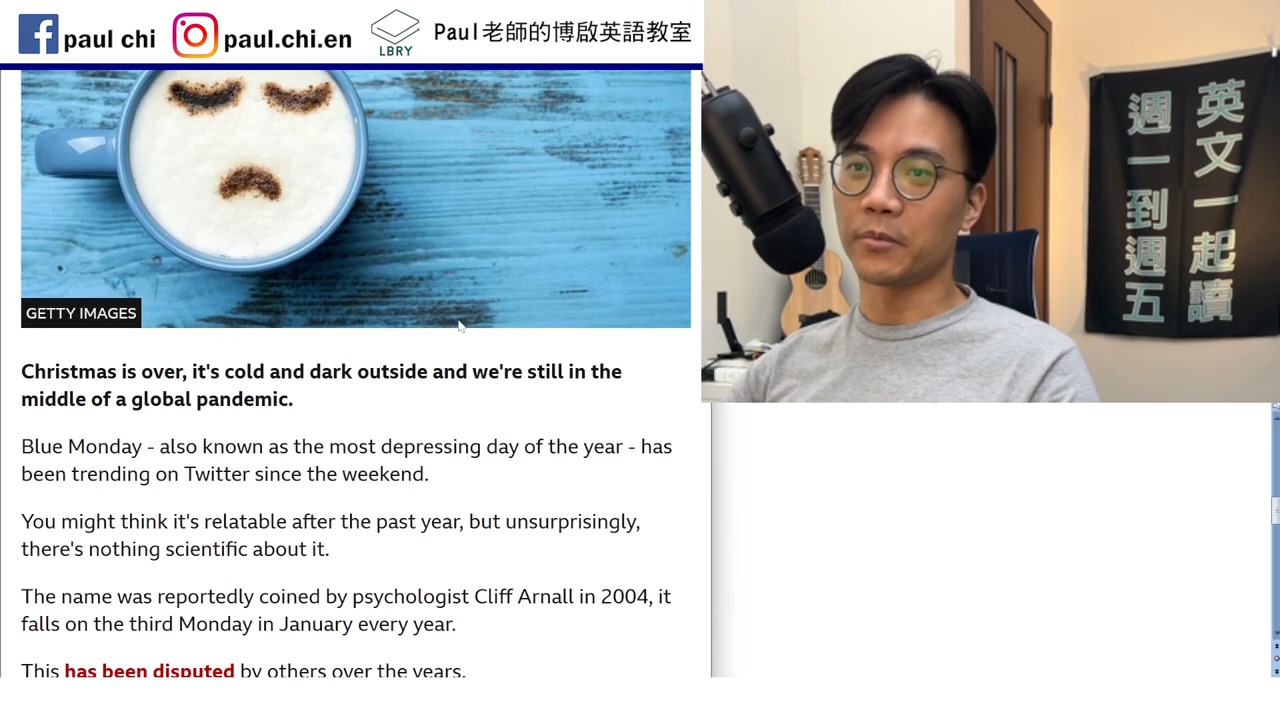 paul chi
paul.chi.en
LBRY
Paul老師的博啟英語教室
GETTY IMAGES
Christmas is over, it's cold and dark outside and we're still in the
middle of a global pandemic.
Blue Monday - also known as the most depressing day of the year - has
been trending on Twitter since the weekend.
You might think it's relatable after the past year, but unsurprisingly,
there's nothing scientific about it.
The name was reportedly coined by psychologist Cliff Arnall in 2004, it
falls on the third Monday in January every year.
This has been disputed by others over the years.
英文一起讀
週一到週五